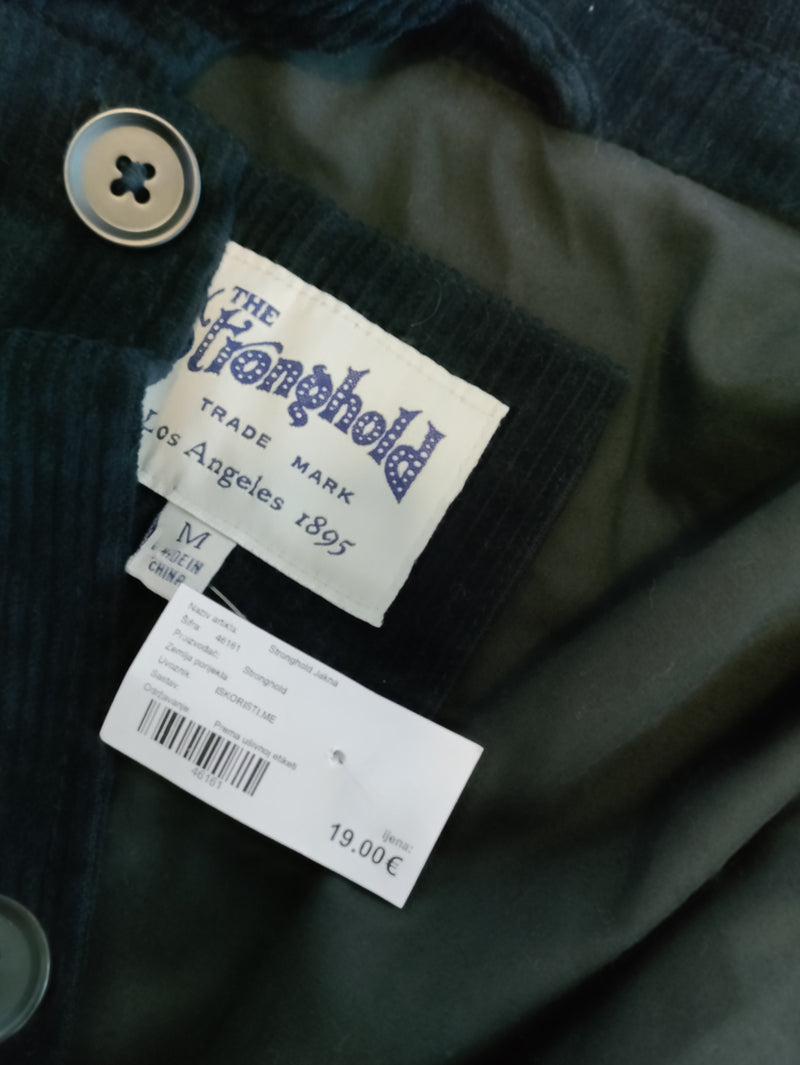 THE
Stronghold
TRADE MARK
Los Angeles 1895
M
MADE IN
CHINA
Naziv artikla: Stronghold Jakna
Šifra: 46161
Proizvođač: Stronghold
Zemlja porijekla
Uvoznik: ISKORISTI.ME
Sastav:
Održavanje: Prema ušivnoj etiketi
46161
ijena:
19.00€